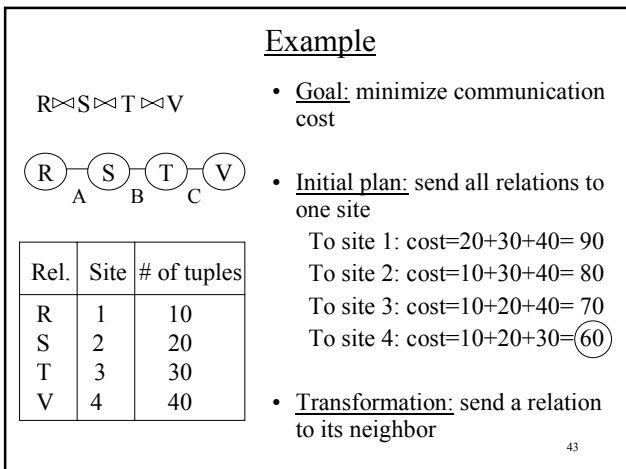 Example
R⋈S⋈T⋈V
R S T V
A B C
Rel. Site # of tuples
R 1 10
S 2 20
T 3 30
V 4 40
• Goal: minimize communication
cost
• Initial plan: send all relations to
one site
To site 1: cost=20+30+40= 90
To site 2: cost=10+30+40= 80
To site 3: cost=10+20+40= 70
To site 4: cost=10+20+30=60
• Transformation: send a relation
to its neighbor
43